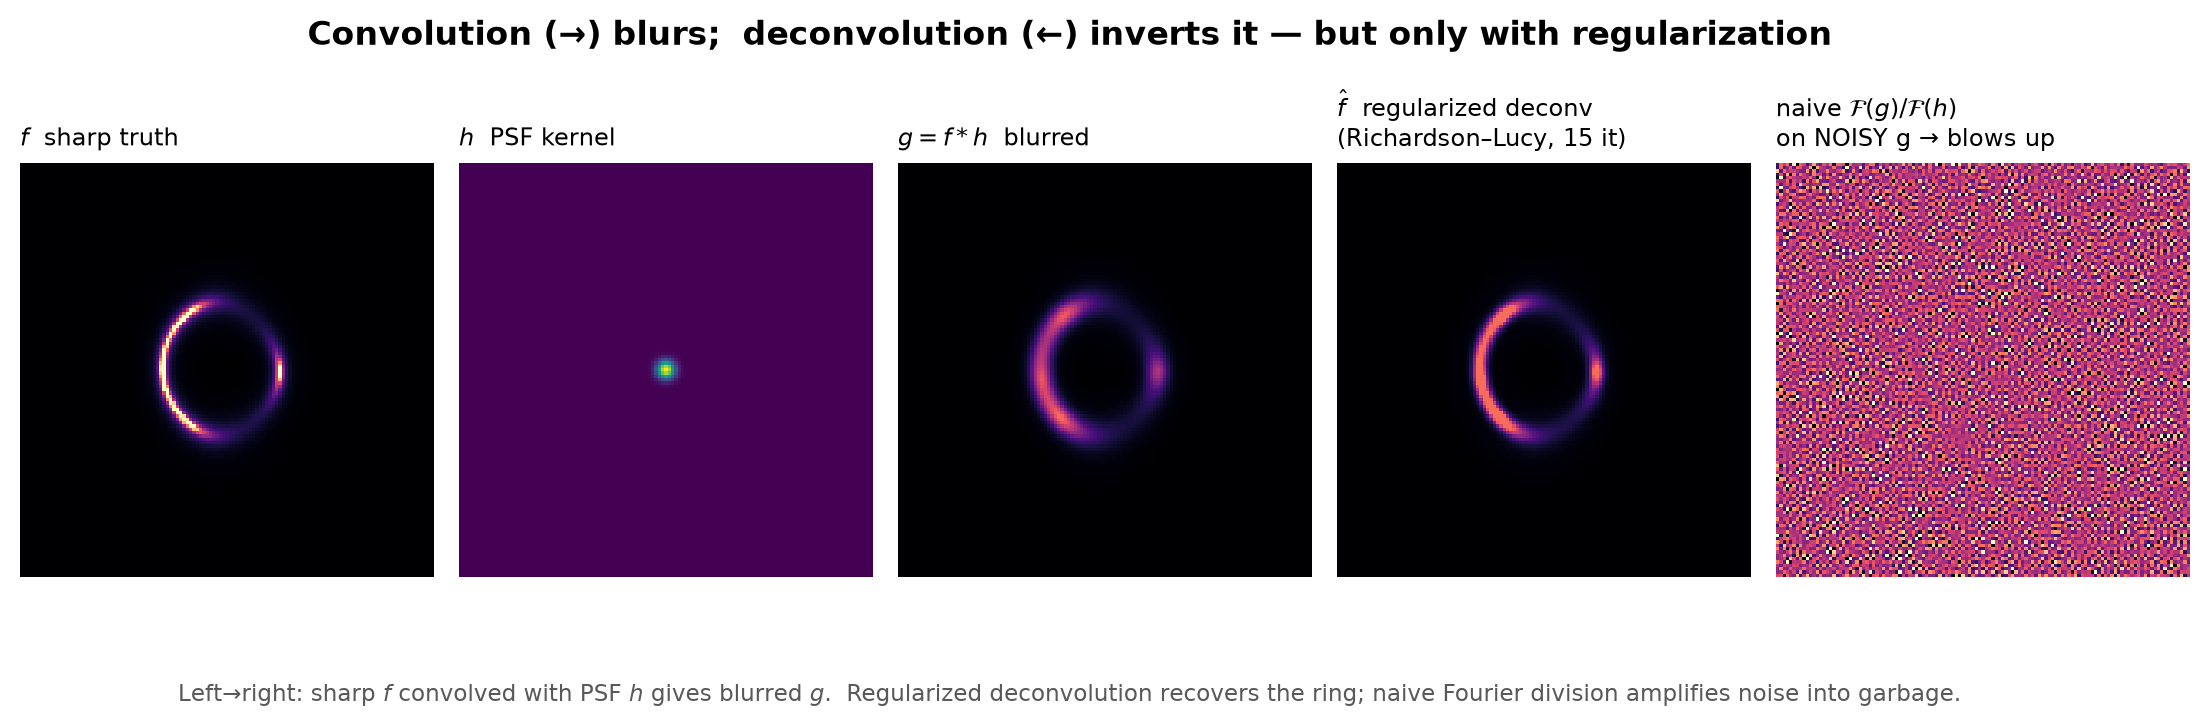 Convolution (→) blurs;  deconvolution (←) inverts it — but only with regularization
f  sharp truth
h  PSF kernel
g = f * h  blurred
f̂  regularized deconv
(Richardson–Lucy, 15 it)
naive ℱ(g)/ℱ(h)
on NOISY g → blows up
Left→right: sharp f convolved with PSF h gives blurred g.  Regularized deconvolution recovers the ring; naive Fourier division amplifies noise into garbage.